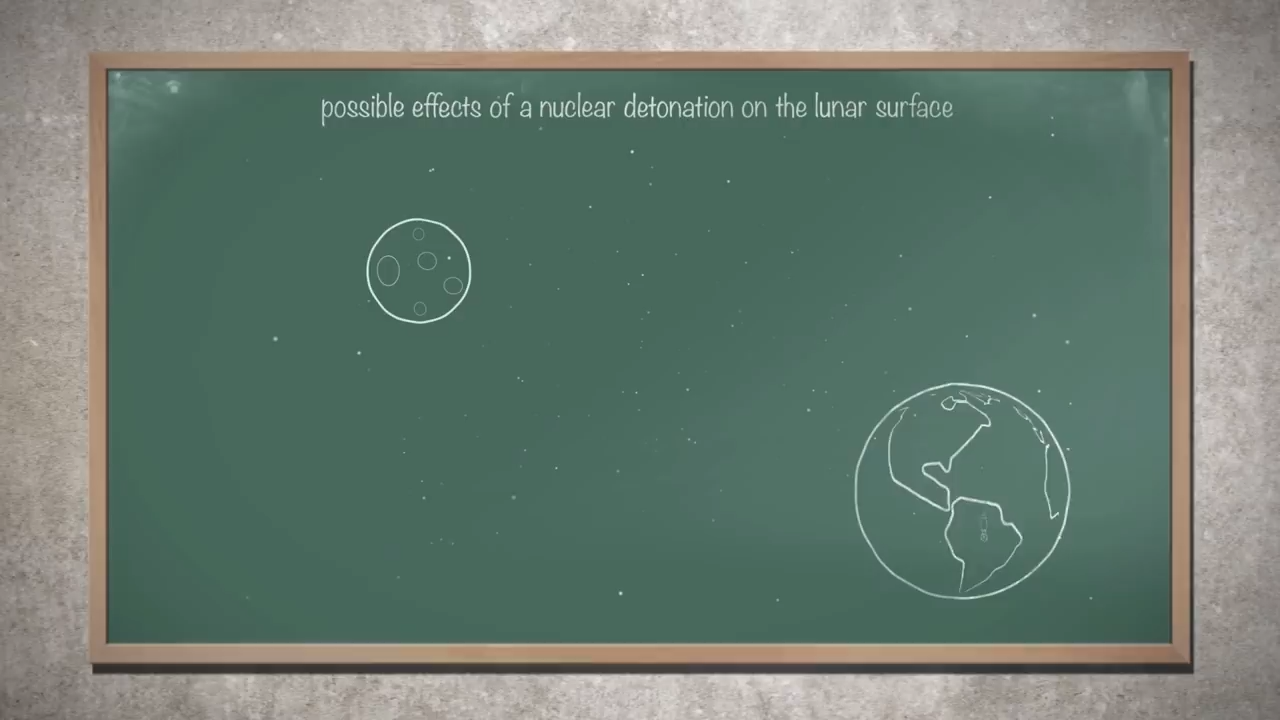 possible effects of a nuclear detonation on the lunar surface